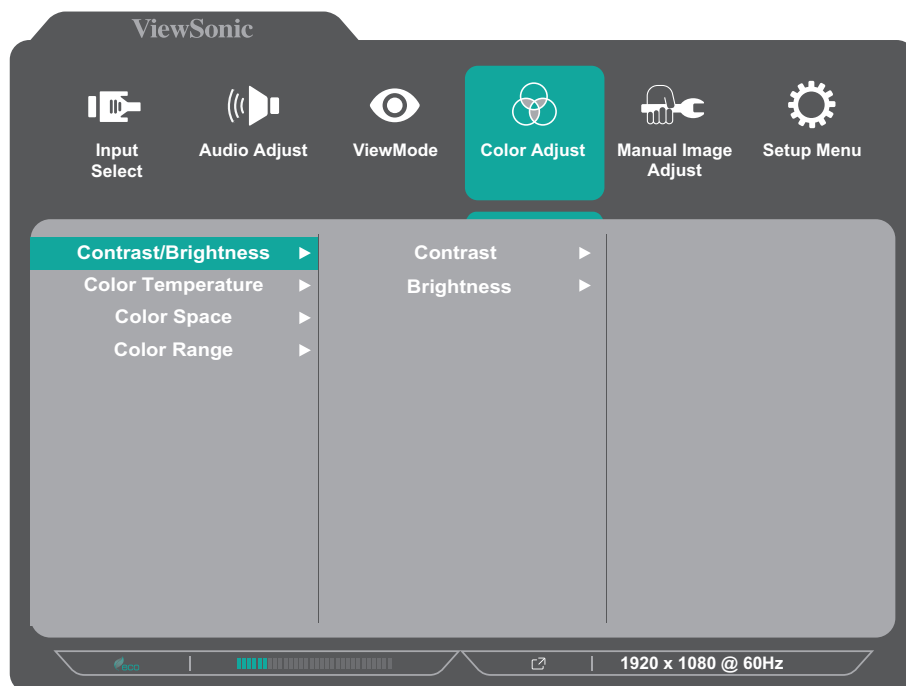 ViewSonic
Input
Select
Audio Adjust
ViewMode
Color Adjust
Manual Image
Adjust
Setup Menu
Contrast/Brightness
Color Temperature
Color Space
Color Range
Contrast
Brightness
eco
1920 x 1080 @ 60Hz